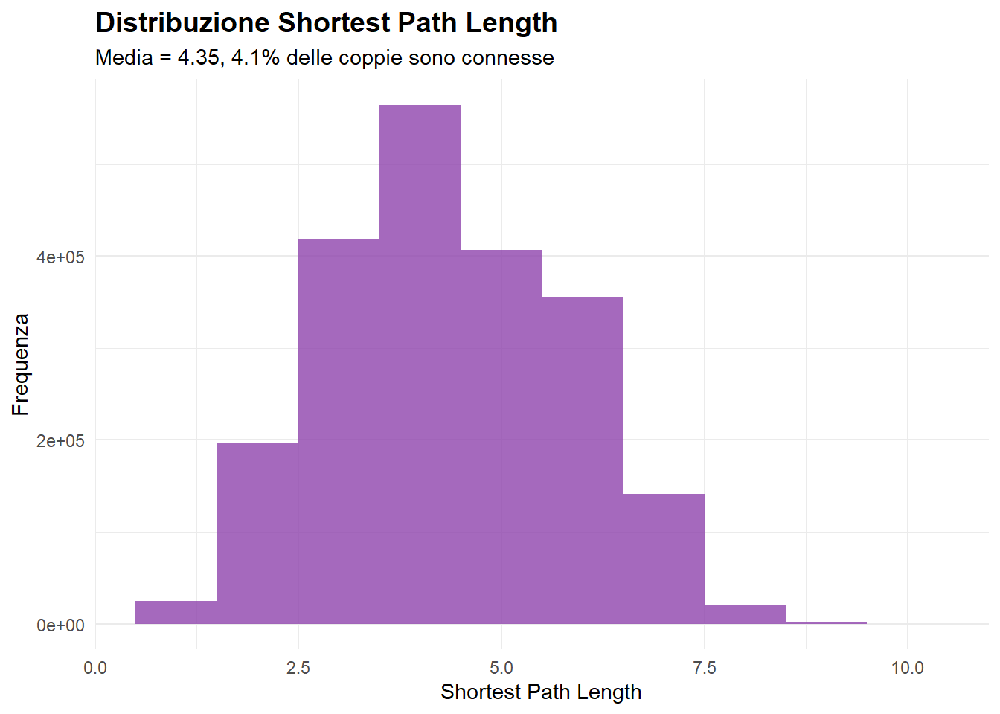 Distribuzione Shortest Path Length
Media = 4.35, 4.1% delle coppie sono connesse
Frequenza
4e+05
2e+05
0e+00
0.0 2.5 5.0 7.5 10.0
Shortest Path Length